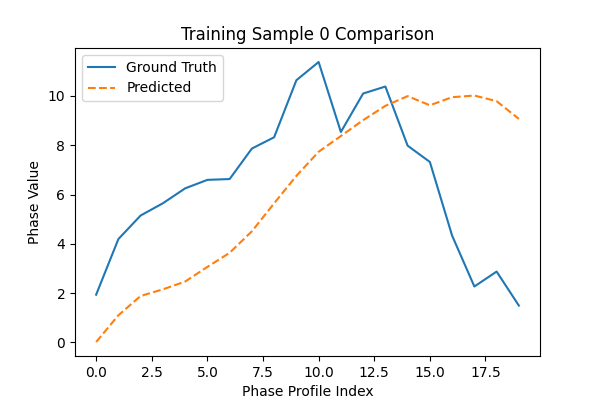 Training Sample 0 Comparison
Ground Truth
Predicted
10
8
6
4
2
0
Phase Value
0.0 2.5 5.0 7.5 10.0 12.5 15.0 17.5
Phase Profile Index